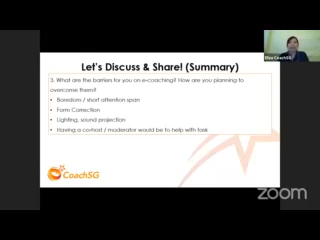 Let's Discuss & Share! (Summary)
Elya CoachSG
3. What are the barriers for you on e-coaching? How are you planning to
overcome them?
• Boredom / short attention span
• Form Correction
• Lighting, sound projection
• Having a co-host / moderator would be to help with task
CoachSG
zoom